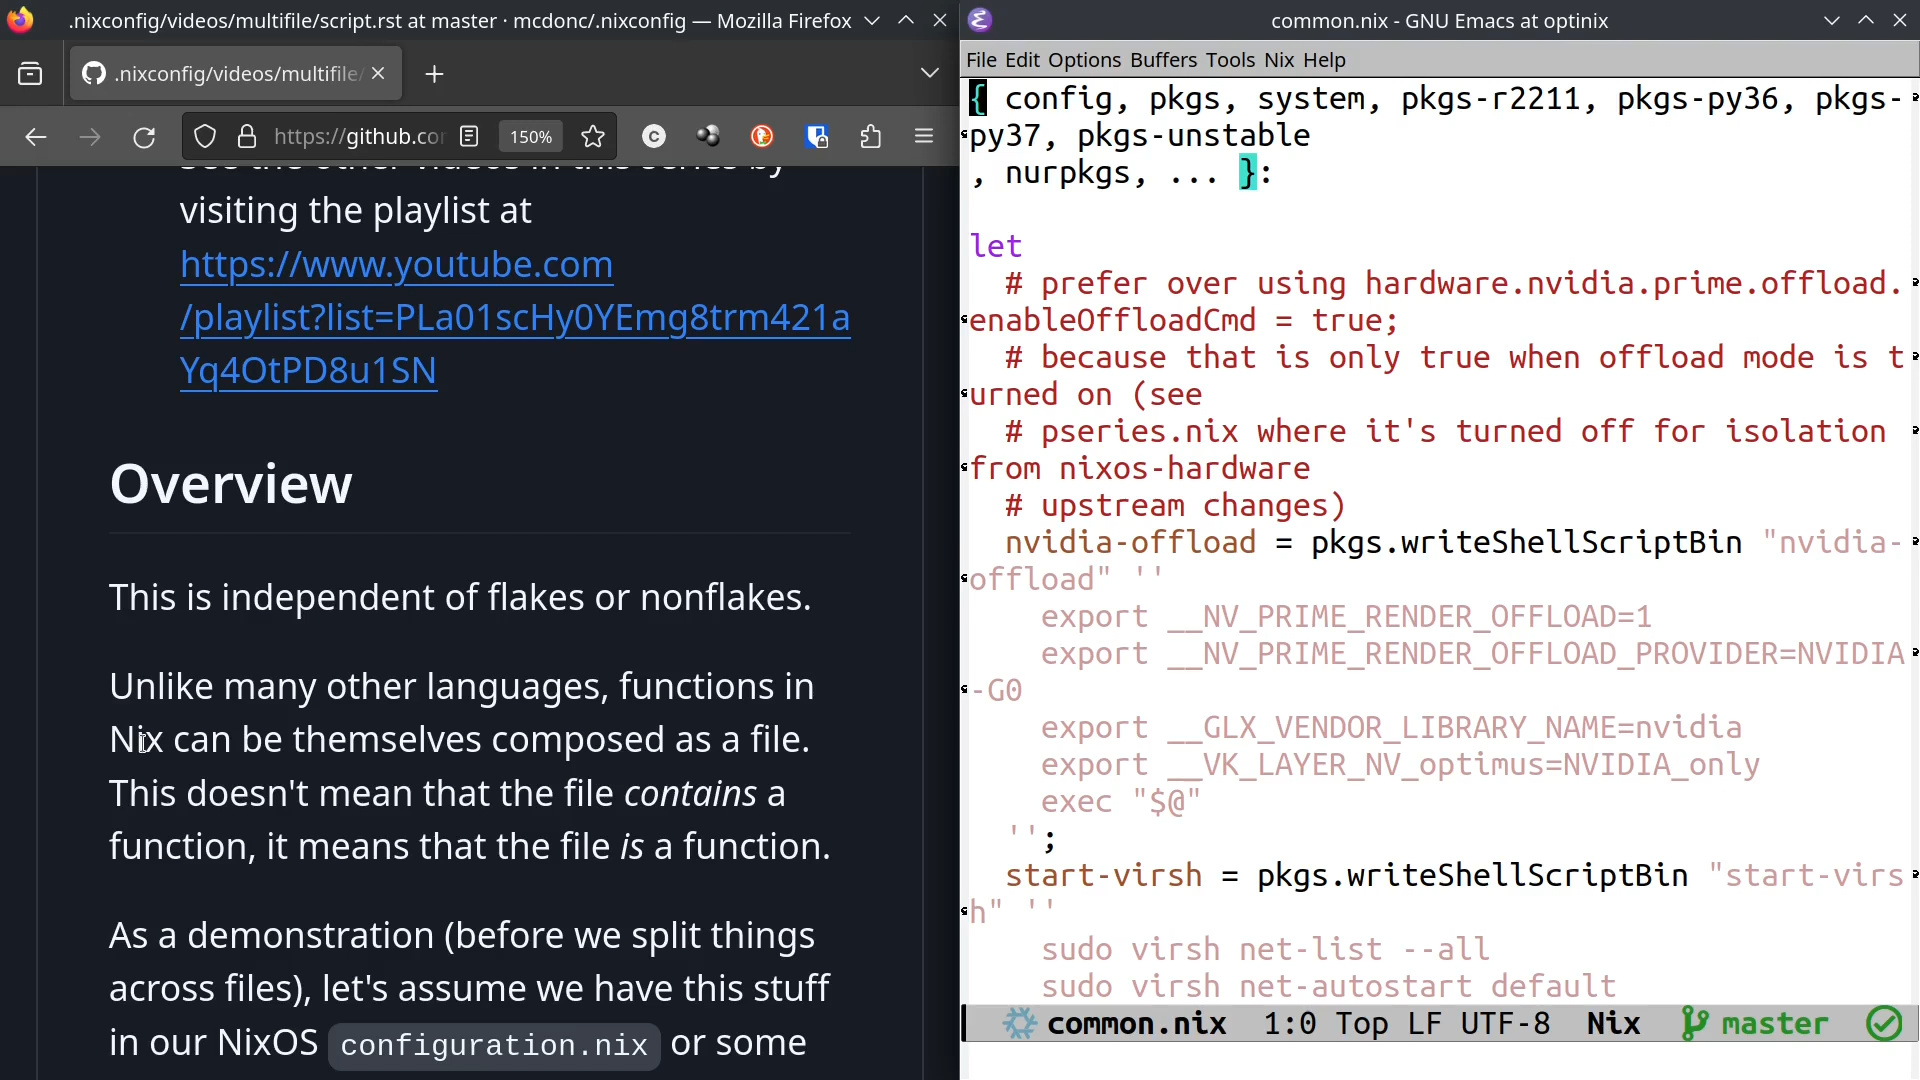 .nixconfig/videos/multifile/script.rst at master · mcdonc/.nixconfig — Mozilla Firefox
.nixconfig/videos/multifile/
https://github.cor
150%
visiting the playlist at
https://www.youtube.com
/playlist?list=PLa01scHy0YEmg8trm421a
Yq4OtPD8u1SN
Overview
This is independent of flakes or nonflakes.
Unlike many other languages, functions in
Nix can be themselves composed as a file.
This doesn't mean that the file contains a
function, it means that the file is a function.
As a demonstration (before we split things
across files), let's assume we have this stuff
in our NixOS configuration.nix or some
common.nix - GNU Emacs at optinix
File Edit Options Buffers Tools Nix Help
{ config, pkgs, system, pkgs-r2211, pkgs-py36, pkgs-
py37, pkgs-unstable
, nurpkgs, ... }:
let
# prefer over using hardware.nvidia.prime.offload.
enableOffloadCmd = true;
# because that is only true when offload mode is t
urned on (see
# pseries.nix where it's turned off for isolation
from nixos-hardware
# upstream changes)
nvidia-offload = pkgs.writeShellScriptBin "nvidia-
offload" ''
export __NV_PRIME_RENDER_OFFLOAD=1
export __NV_PRIME_RENDER_OFFLOAD_PROVIDER=NVIDIA
-G0
export __GLX_VENDOR_LIBRARY_NAME=nvidia
export __VK_LAYER_NV_optimus=NVIDIA_only
exec "$@"
'';
start-virsh = pkgs.writeShellScriptBin "start-virs
h" ''
sudo virsh net-list --all
sudo virsh net-autostart default
common.nix 1:0 Top LF UTF-8 Nix master